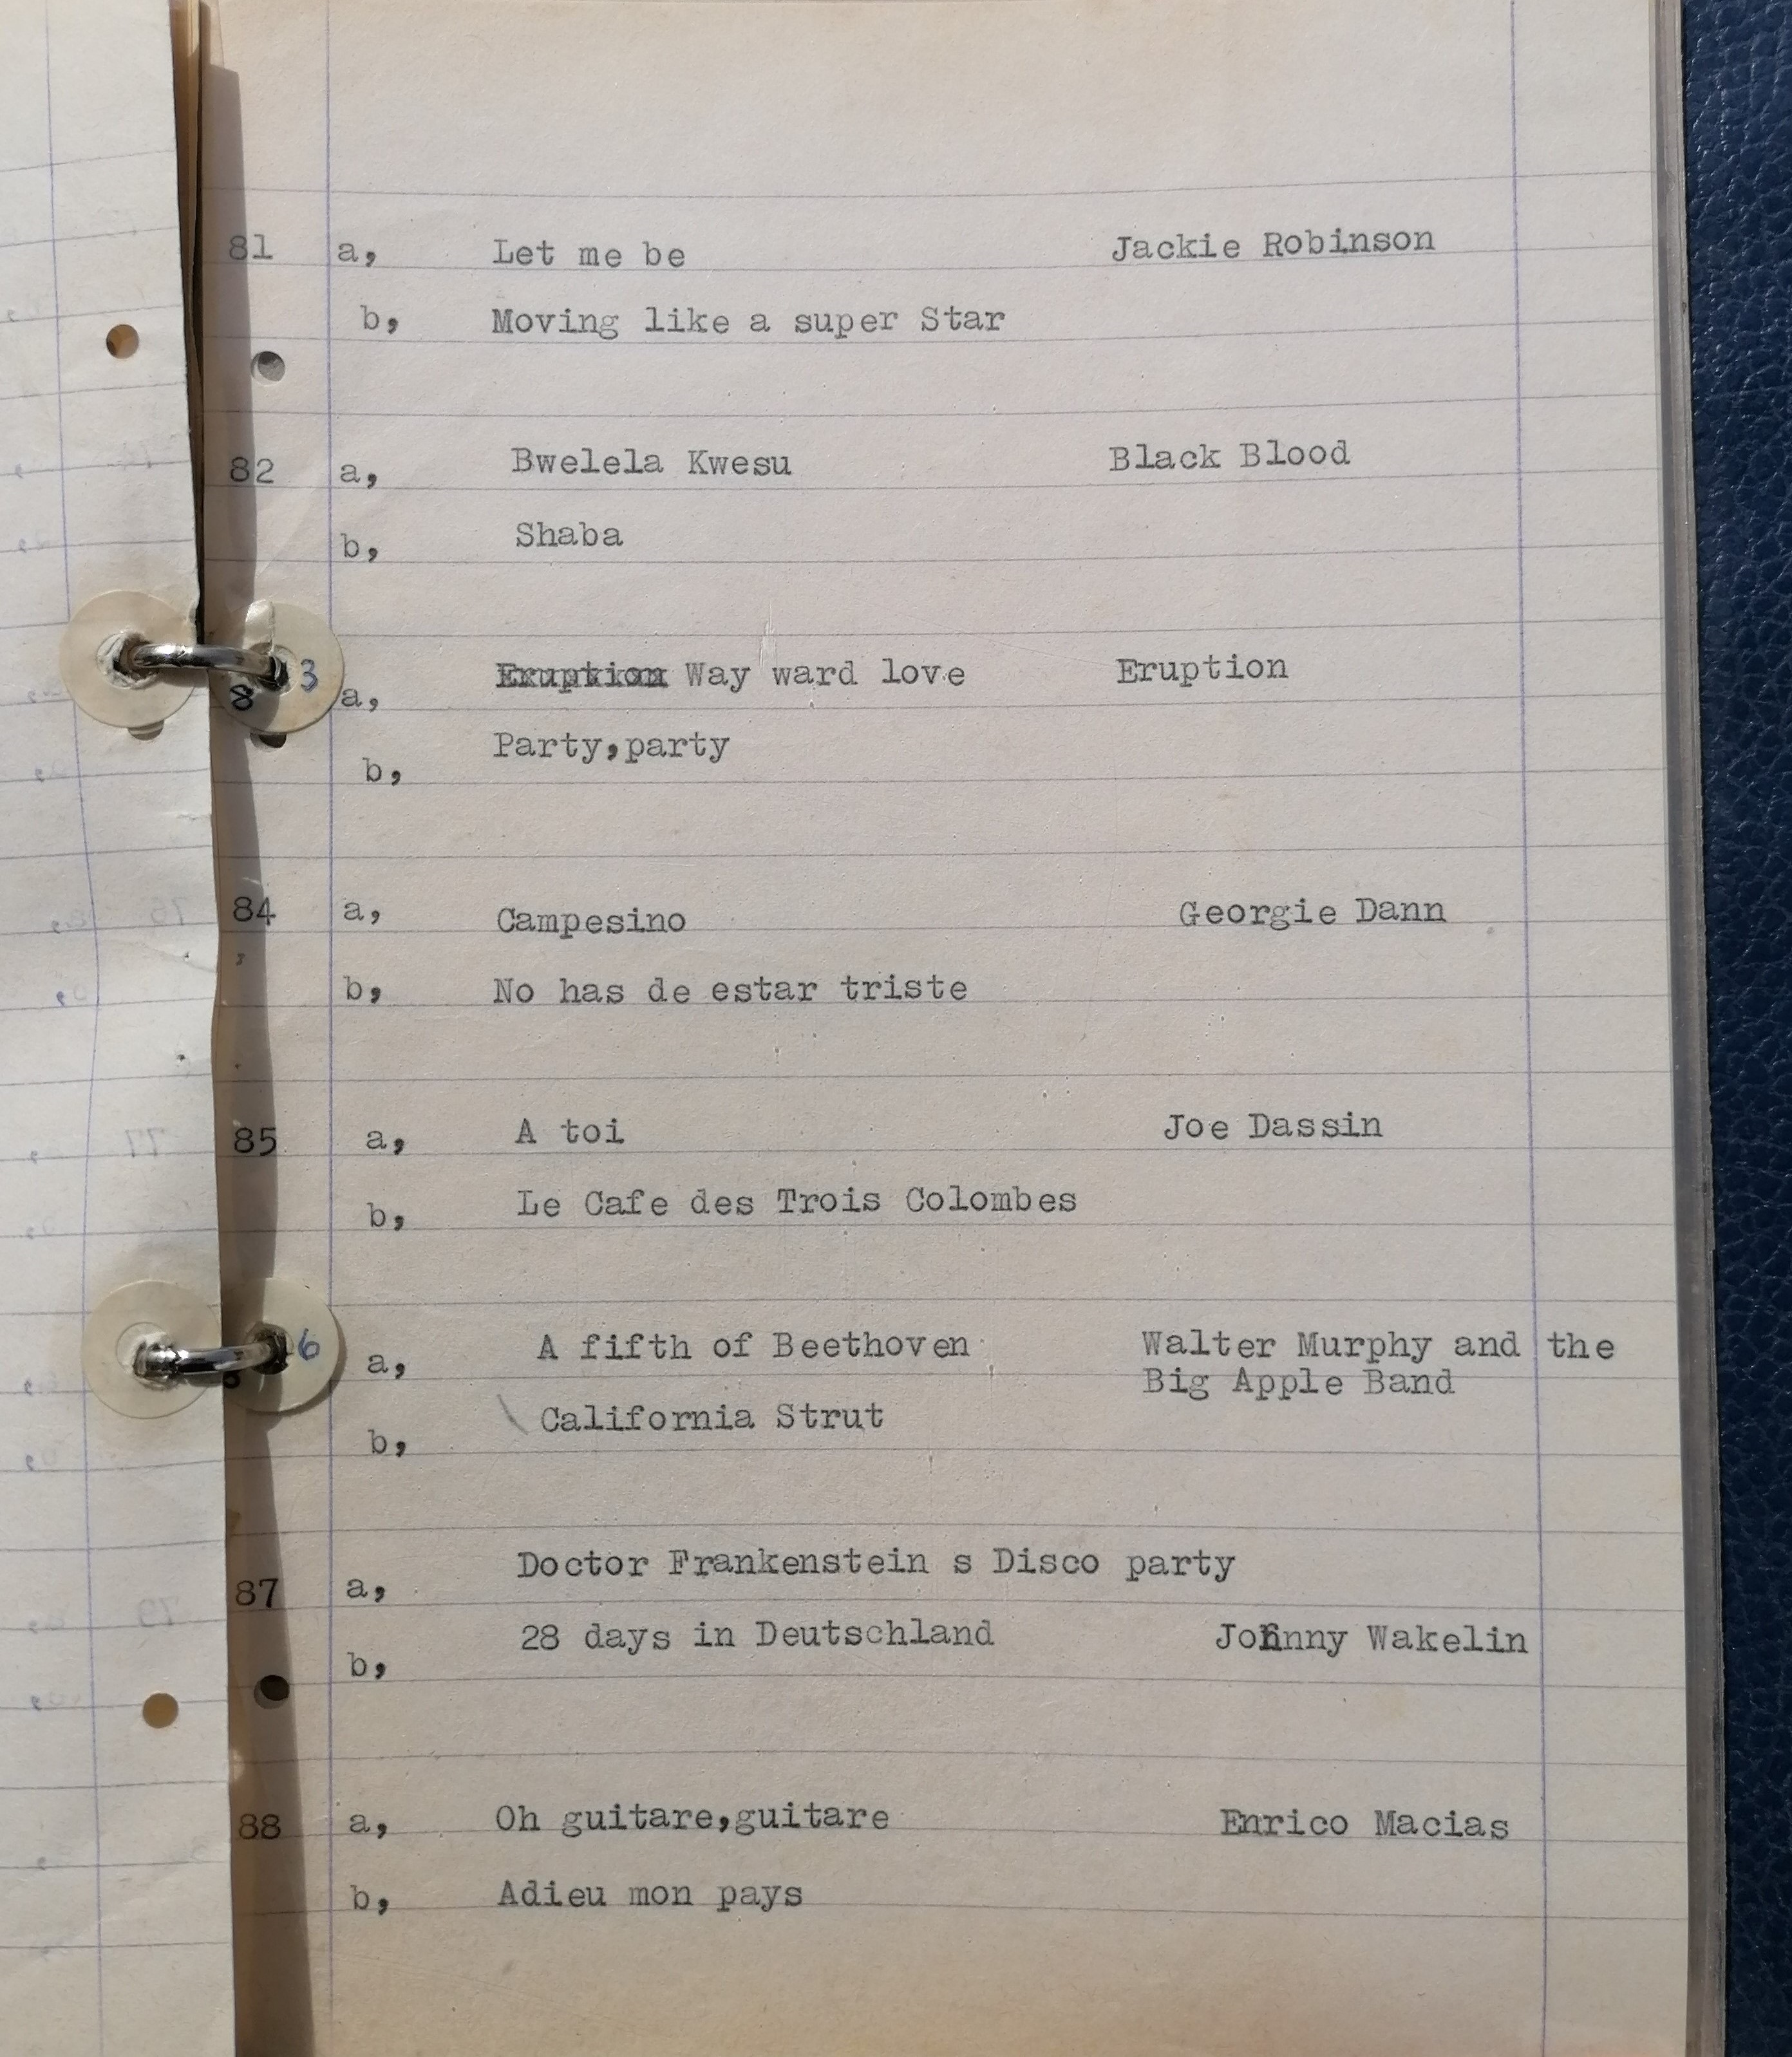 81 a, Let me be Jackie Robinson
b, Moving like a super Star
82 a, Bwelela Kwesu Black Blood
b, Shaba
83 a, Eruption Way ward love Eruption
b, Party,party
84 a, Campesino Georgie Dann
b, No has de estar triste
85 a, A toi Joe Dassin
b, Le Cafe des Trois Colombes
86 a, A fifth of Beethoven Walter Murphy and the
Big Apple Band
b, California Strut
87 a, Doctor Frankenstein s Disco party
b, 28 days in Deutschland Johnny Wakelin
88 a, Oh guitare,guitare Enrico Macias
b, Adieu mon pays